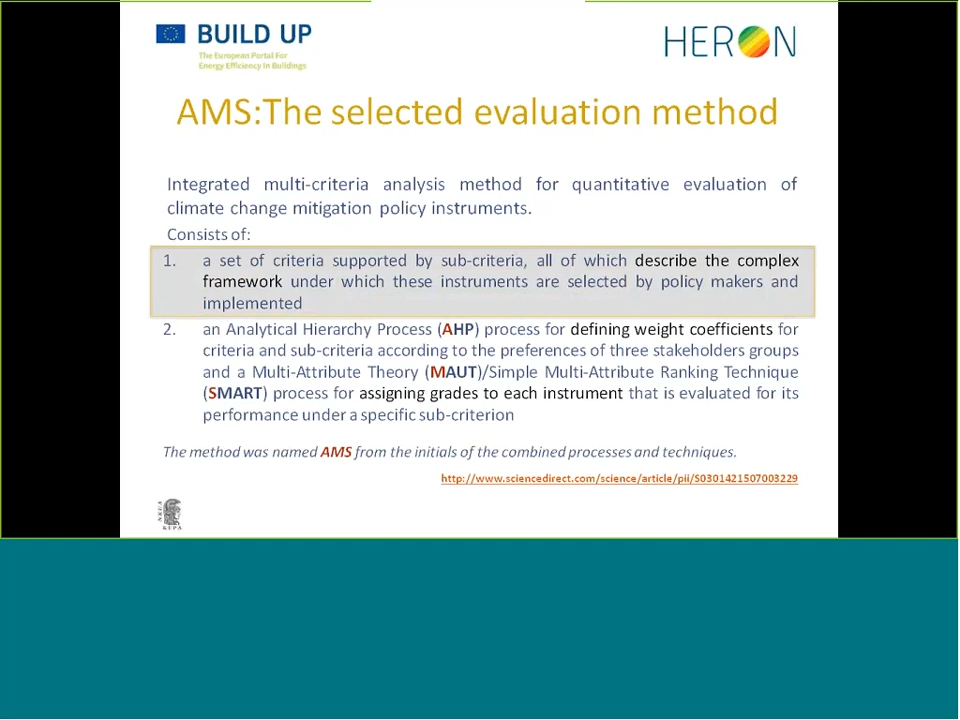 BUILD UP
The European Portal For
Energy Efficiency In Buildings
HERON
AMS:The selected evaluation method
Integrated multi-criteria analysis method for quantitative evaluation of
climate change mitigation policy instruments.
Consists of:
1. a set of criteria supported by sub-criteria, all of which describe the complex
framework under which these instruments are selected by policy makers and
implemented
2. an Analytical Hierarchy Process (AHP) process for defining weight coefficients for
criteria and sub-criteria according to the preferences of three stakeholders groups
and a Multi-Attribute Theory (MAUT)/Simple Multi-Attribute Ranking Technique
(SMART) process for assigning grades to each instrument that is evaluated for its
performance under a specific sub-criterion
The method was named AMS from the initials of the combined processes and techniques.
http://www.sciencedirect.com/science/article/pii/S0301421507003229